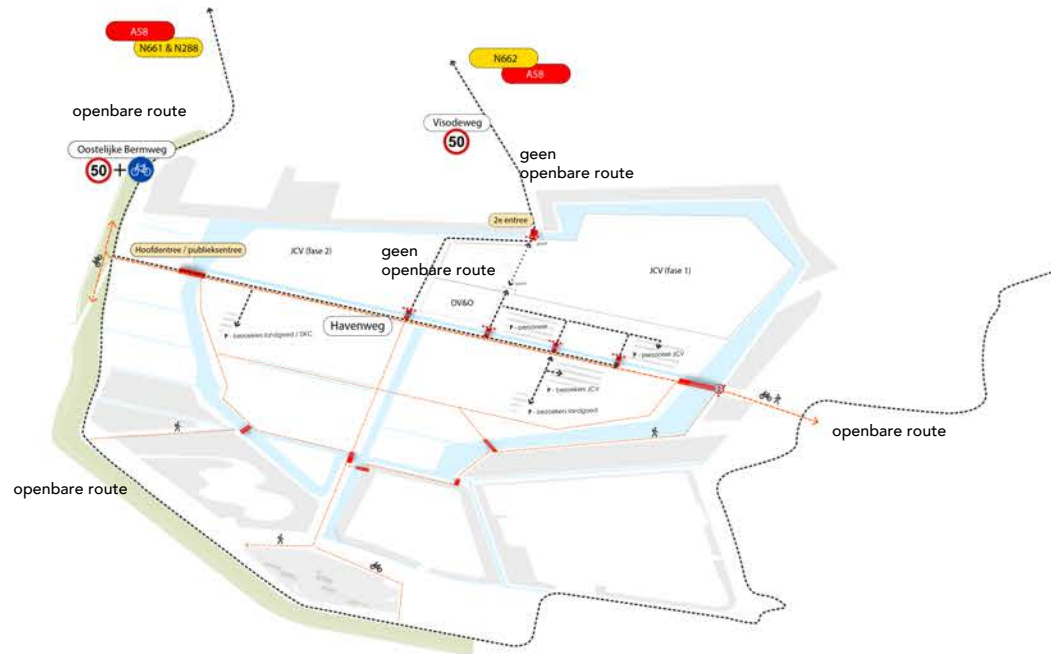 A58
N661 & N288
N662
A58
openbare route
Visodeweg
50
Oostelijke Bermweg
50 +
geen
openbare route
2e entree
Hoofdentree / publieksentree
JCV (fase 2)
geen
openbare route
JCV (fase 1)
DV&O
Havenweg
P - personeel
P - bezoekers landgoed / DKC
P - personeel JCV
P - bezoekers JCV
P - bezoekers landgoed
openbare route
openbare route